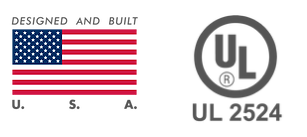 DESIGNED AND BUILT
U. S. A.
UL
®
UL 2524